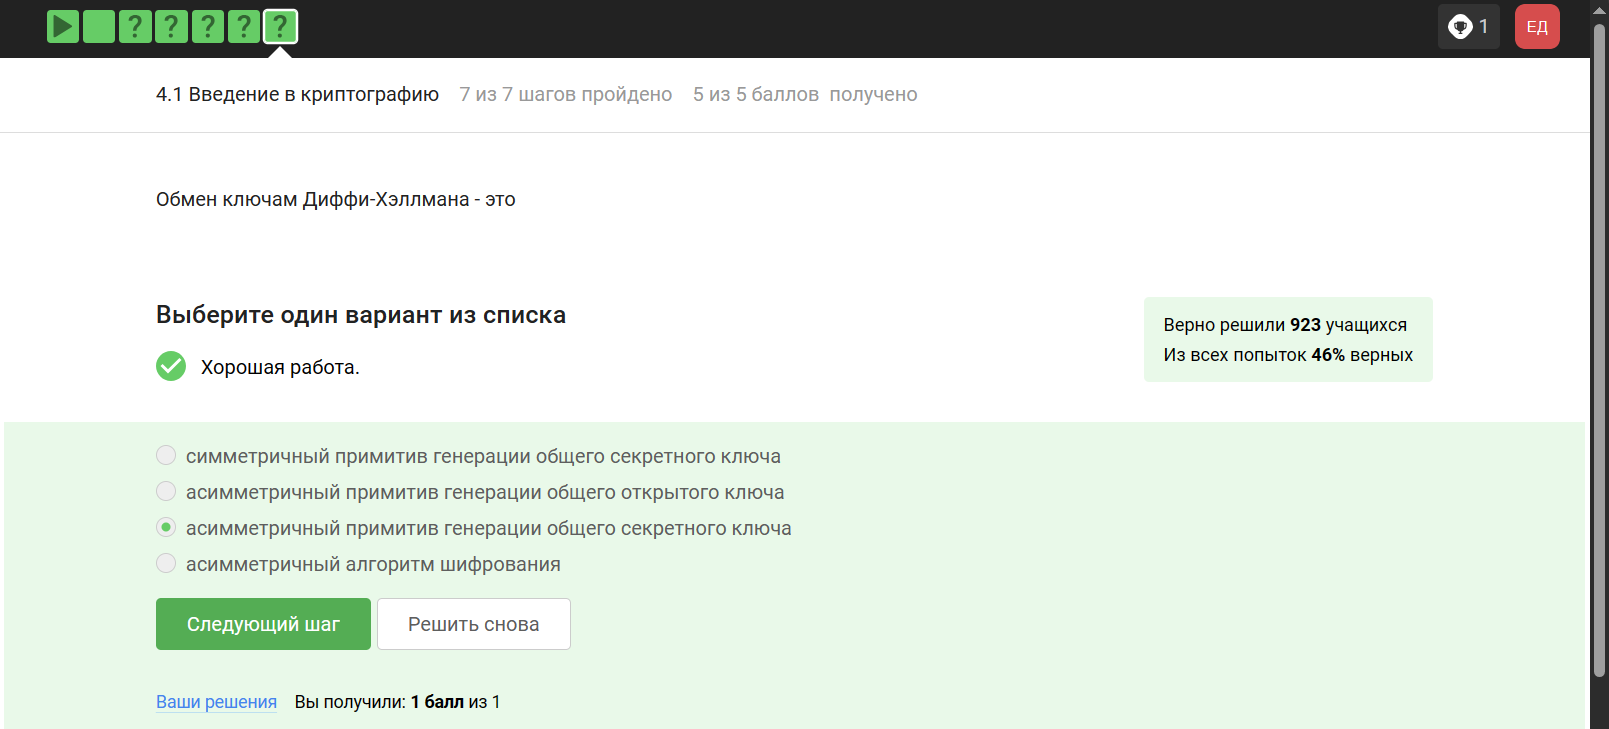 ? ? ? ? ?
1
ЕД
4.1 Введение в криптографию 7 из 7 шагов пройдено 5 из 5 баллов получено
Обмен ключам Диффи-Хэллмана - это
Выберите один вариант из списка
Хорошая работа.
Верно решили 923 учащихся
Из всех попыток 46% верных
симметричный примитив генерации общего секретного ключа
асимметричный примитив генерации общего открытого ключа
асимметричный примитив генерации общего секретного ключа
асимметричный алгоритм шифрования
Следующий шаг
Решить снова
Ваши решения Вы получили: 1 балл из 1